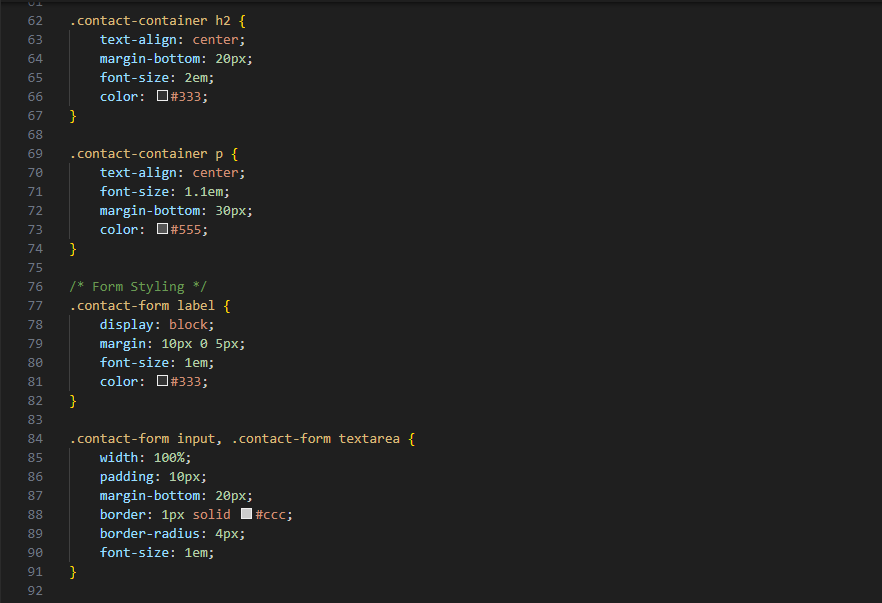 61
62 .contact-container h2 {
63     text-align: center;
64     margin-bottom: 20px;
65     font-size: 2em;
66     color: #333;
67 }
68
69 .contact-container p {
70     text-align: center;
71     font-size: 1.1em;
72     margin-bottom: 30px;
73     color: #555;
74 }
75
76 /* Form Styling */
77 .contact-form label {
78     display: block;
79     margin: 10px 0 5px;
80     font-size: 1em;
81     color: #333;
82 }
83
84 .contact-form input, .contact-form textarea {
85     width: 100%;
86     padding: 10px;
87     margin-bottom: 20px;
88     border: 1px solid #ccc;
89     border-radius: 4px;
90     font-size: 1em;
91 }
92